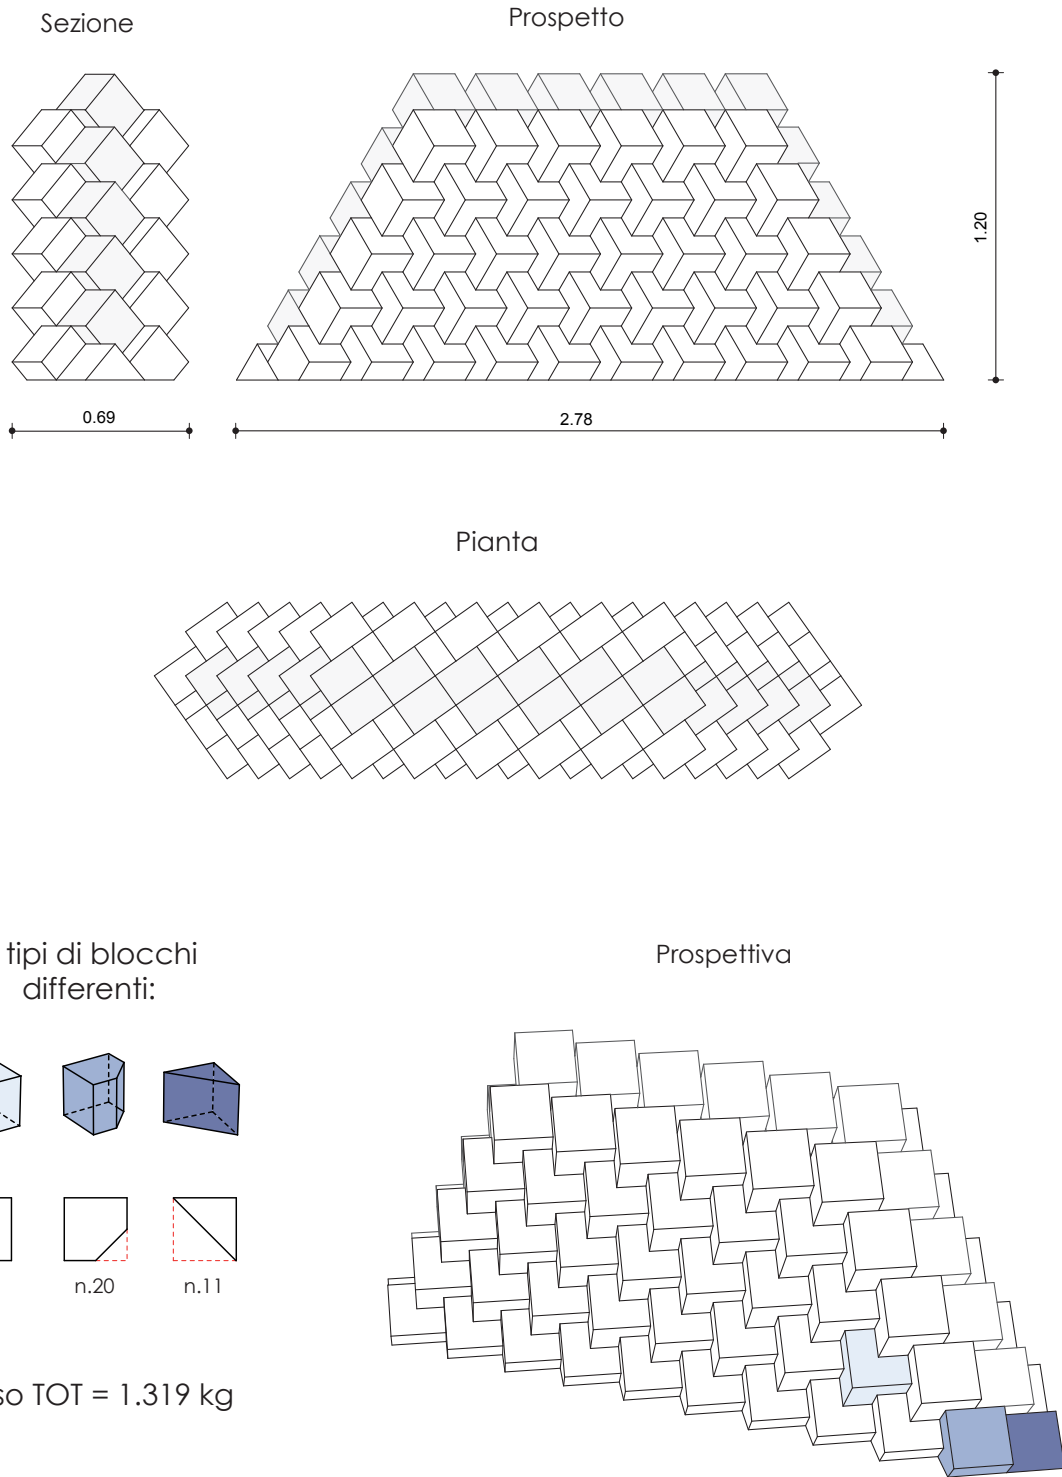 Sezione
Prospetto
1.20
0.69
2.78
Pianta
tipi di blocchi
differenti:
Prospettiva
n.20
n.11
so TOT = 1.319 kg